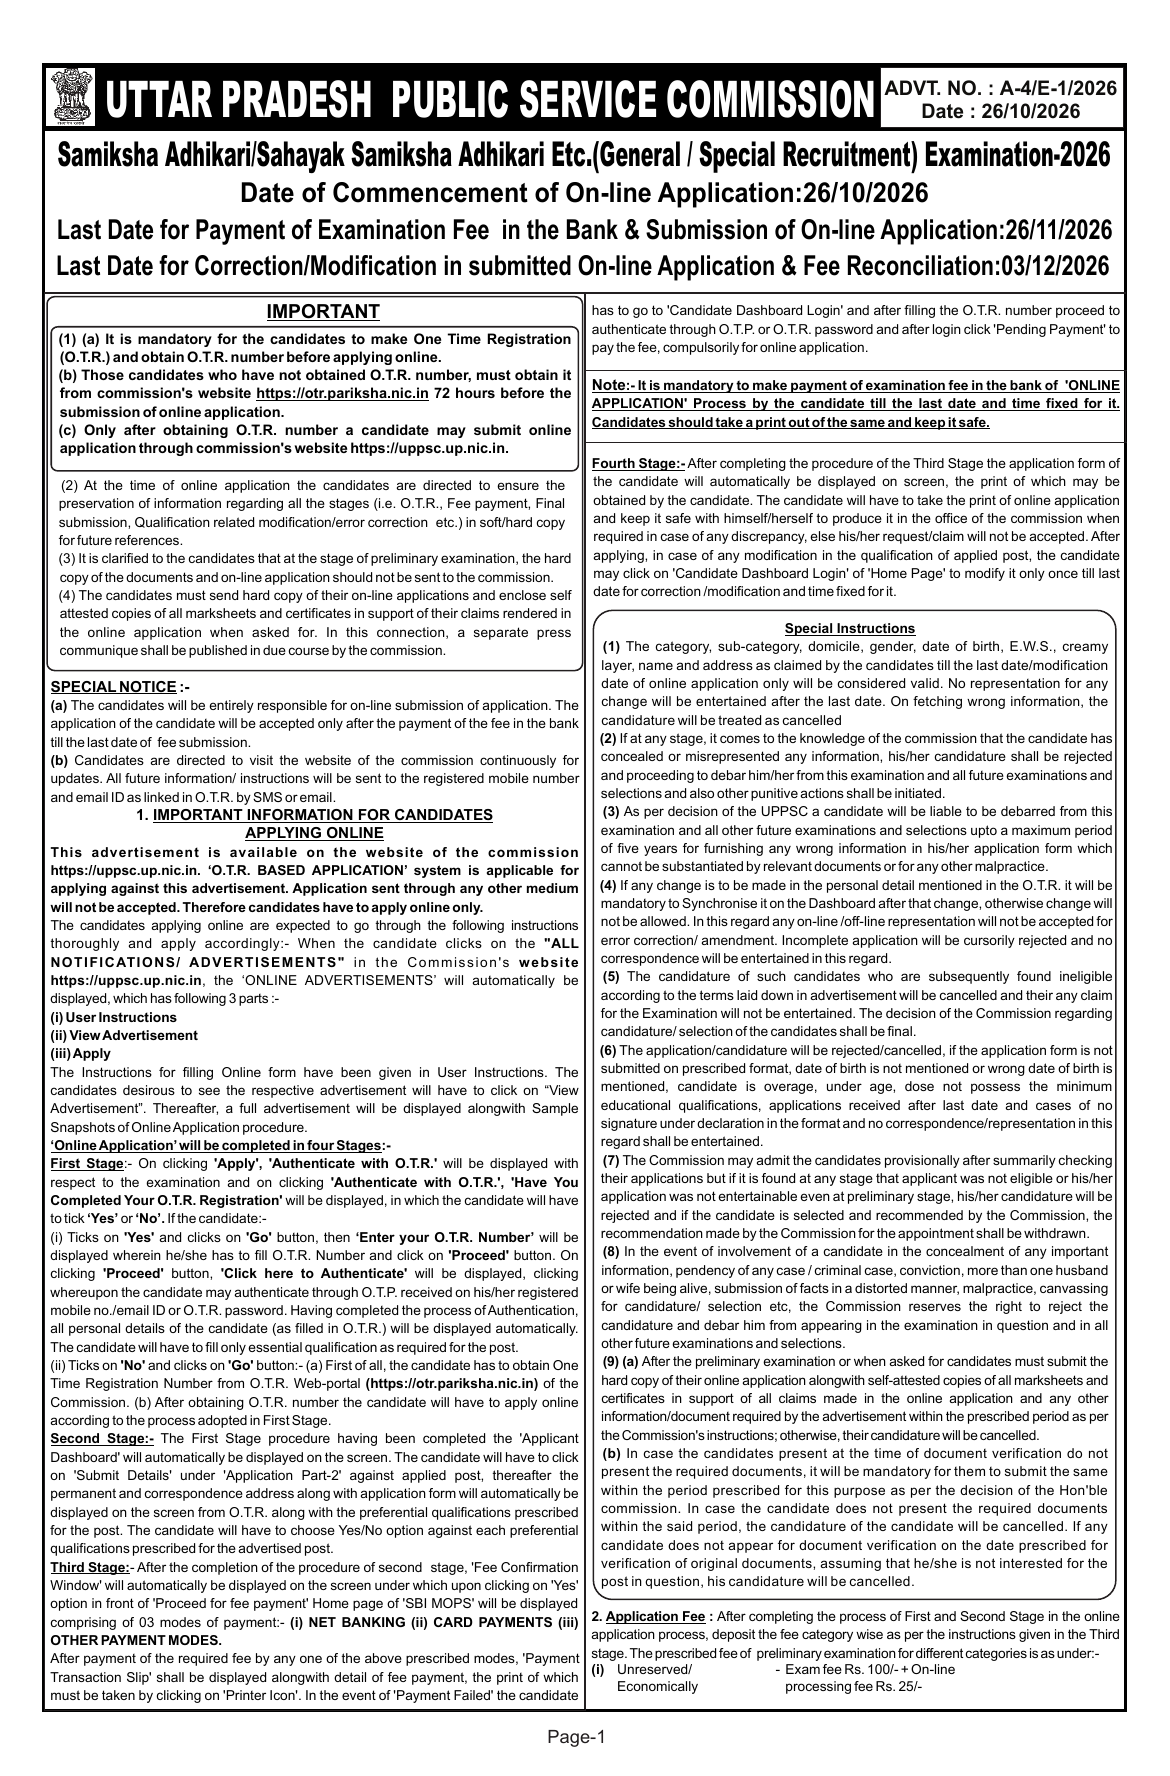 UTTAR PRADESH PUBLIC SERVICE COMMISSION
ADVT. NO. : A-4/E-1/2026
Date : 26/10/2026
Samiksha Adhikari/Sahayak Samiksha Adhikari Etc.(General / Special Recruitment) Examination-2026
Date of Commencement of On-line Application:26/10/2026
Last Date for Payment of Examination Fee in the Bank & Submission of On-line Application:26/11/2026
Last Date for Correction/Modification in submitted On-line Application & Fee Reconciliation:03/12/2026
IMPORTANT
(1) (a) It is mandatory for the candidates to make One Time Registration
(O.T.R.) and obtain O.T.R. number before applying online.
(b) Those candidates who have not obtained O.T.R. number, must obtain it
from commission's website https://otr.pariksha.nic.in 72 hours before the
submission of online application.
(c) Only after obtaining O.T.R. number a candidate may submit online
application through commission's website https://uppsc.up.nic.in.
(2) At the time of online application the candidates are directed to ensure the
preservation of information regarding all the stages (i.e. O.T.R., Fee payment, Final
submission, Qualification related modification/error correction etc.) in soft/hard copy
for future references.
(3) It is clarified to the candidates that at the stage of preliminary examination, the hard
copy of the documents and on-line application should not be sent to the commission.
(4) The candidates must send hard copy of their on-line applications and enclose self
attested copies of all marksheets and certificates in support of their claims rendered in
the online application when asked for. In this connection, a separate press
communique shall be published in due course by the commission.
SPECIAL NOTICE :-
(a) The candidates will be entirely responsible for on-line submission of application. The
application of the candidate will be accepted only after the payment of the fee in the bank
till the last date of fee submission.
(b) Candidates are directed to visit the website of the commission continuously for
updates. All future information/ instructions will be sent to the registered mobile number
and email ID as linked in O.T.R. by SMS or email.
1. IMPORTANT INFORMATION FOR CANDIDATES
APPLYING ONLINE
This advertisement is available on the website of the commission
https://uppsc.up.nic.in. ‘O.T.R. BASED APPLICATION’ system is applicable for
applying against this advertisement. Application sent through any other medium
will not be accepted. Therefore candidates have to apply online only.
The candidates applying online are expected to go through the following instructions
thoroughly and apply accordingly:- When the candidate clicks on the "ALL
NOTIFICATIONS/ ADVERTISEMENTS" in the Commission's website
https://uppsc.up.nic.in, the ‘ONLINE ADVERTISEMENTS’ will automatically be
displayed, which has following 3 parts :-
(i) User Instructions
(ii) View Advertisement
(iii) Apply
The Instructions for filling Online form have been given in User Instructions. The
candidates desirous to see the respective advertisement will have to click on “View
Advertisement”. Thereafter, a full advertisement will be displayed alongwith Sample
Snapshots of Online Application procedure.
‘Online Application’ will be completed in four Stages:-
First Stage:- On clicking 'Apply', 'Authenticate with O.T.R.' will be displayed with
respect to the examination and on clicking 'Authenticate with O.T.R.', 'Have You
Completed Your O.T.R. Registration' will be displayed, in which the candidate will have
to tick ‘Yes’ or ‘No’. If the candidate:-
(i) Ticks on 'Yes' and clicks on 'Go' button, then ‘Enter your O.T.R. Number’ will be
displayed wherein he/she has to fill O.T.R. Number and click on 'Proceed' button. On
clicking 'Proceed' button, 'Click here to Authenticate' will be displayed, clicking
whereupon the candidate may authenticate through O.T.P. received on his/her registered
mobile no./email ID or O.T.R. password. Having completed the process of Authentication,
all personal details of the candidate (as filled in O.T.R.) will be displayed automatically.
The candidate will have to fill only essential qualification as required for the post.
(ii) Ticks on 'No' and clicks on 'Go' button:- (a) First of all, the candidate has to obtain One
Time Registration Number from O.T.R. Web-portal (https://otr.pariksha.nic.in) of the
Commission. (b) After obtaining O.T.R. number the candidate will have to apply online
according to the process adopted in First Stage.
Second Stage:- The First Stage procedure having been completed the 'Applicant
Dashboard' will automatically be displayed on the screen. The candidate will have to click
on 'Submit Details' under 'Application Part-2' against applied post, thereafter the
permanent and correspondence address along with application form will automatically be
displayed on the screen from O.T.R. along with the preferential qualifications prescribed
for the post. The candidate will have to choose Yes/No option against each preferential
qualifications prescribed for the advertised post.
Third Stage:- After the completion of the procedure of second stage, 'Fee Confirmation
Window' will automatically be displayed on the screen under which upon clicking on 'Yes'
option in front of 'Proceed for fee payment' Home page of 'SBI MOPS' will be displayed
comprising of 03 modes of payment:- (i) NET BANKING (ii) CARD PAYMENTS (iii)
OTHER PAYMENT MODES.
After payment of the required fee by any one of the above prescribed modes, 'Payment
Transaction Slip' shall be displayed alongwith detail of fee payment, the print of which
must be taken by clicking on 'Printer Icon'. In the event of 'Payment Failed' the candidate
has to go to 'Candidate Dashboard Login' and after filling the O.T.R. number proceed to
authenticate through O.T.P. or O.T.R. password and after login click 'Pending Payment' to
pay the fee, compulsorily for online application.
Note:- It is mandatory to make payment of examination fee in the bank of 'ONLINE
APPLICATION' Process by the candidate till the last date and time fixed for it.
Candidates should take a print out of the same and keep it safe.
Fourth Stage:- After completing the procedure of the Third Stage the application form of
the candidate will automatically be displayed on screen, the print of which may be
obtained by the candidate. The candidate will have to take the print of online application
and keep it safe with himself/herself to produce it in the office of the commission when
required in case of any discrepancy, else his/her request/claim will not be accepted. After
applying, in case of any modification in the qualification of applied post, the candidate
may click on 'Candidate Dashboard Login' of 'Home Page' to modify it only once till last
date for correction /modification and time fixed for it.
Special Instructions
(1) The category, sub-category, domicile, gender, date of birth, E.W.S., creamy
layer, name and address as claimed by the candidates till the last date/modification
date of online application only will be considered valid. No representation for any
change will be entertained after the last date. On fetching wrong information, the
candidature will be treated as cancelled
(2) If at any stage, it comes to the knowledge of the commission that the candidate has
concealed or misrepresented any information, his/her candidature shall be rejected
and proceeding to debar him/her from this examination and all future examinations and
selections and also other punitive actions shall be initiated.
(3) As per decision of the UPPSC a candidate will be liable to be debarred from this
examination and all other future examinations and selections upto a maximum period
of five years for furnishing any wrong information in his/her application form which
cannot be substantiated by relevant documents or for any other malpractice.
(4) If any change is to be made in the personal detail mentioned in the O.T.R. it will be
mandatory to Synchronise it on the Dashboard after that change, otherwise change will
not be allowed. In this regard any on-line /off-line representation will not be accepted for
error correction/ amendment. Incomplete application will be cursorily rejected and no
correspondence will be entertained in this regard.
(5) The candidature of such candidates who are subsequently found ineligible
according to the terms laid down in advertisement will be cancelled and their any claim
for the Examination will not be entertained. The decision of the Commission regarding
candidature/ selection of the candidates shall be final.
(6) The application/candidature will be rejected/cancelled, if the application form is not
submitted on prescribed format, date of birth is not mentioned or wrong date of birth is
mentioned, candidate is overage, under age, dose not possess the minimum
educational qualifications, applications received after last date and cases of no
signature under declaration in the format and no correspondence/representation in this
regard shall be entertained.
(7) The Commission may admit the candidates provisionally after summarily checking
their applications but if it is found at any stage that applicant was not eligible or his/her
application was not entertainable even at preliminary stage, his/her candidature will be
rejected and if the candidate is selected and recommended by the Commission, the
recommendation made by the Commission for the appointment shall be withdrawn.
(8) In the event of involvement of a candidate in the concealment of any important
information, pendency of any case / criminal case, conviction, more than one husband
or wife being alive, submission of facts in a distorted manner, malpractice, canvassing
for candidature/ selection etc, the Commission reserves the right to reject the
candidature and debar him from appearing in the examination in question and in all
other future examinations and selections.
(9) (a) After the preliminary examination or when asked for candidates must submit the
hard copy of their online application alongwith self-attested copies of all marksheets and
certificates in support of all claims made in the online application and any other
information/document required by the advertisement within the prescribed period as per
the Commission's instructions; otherwise, their candidature will be cancelled.
(b) In case the candidates present at the time of document verification do not
present the required documents, it will be mandatory for them to submit the same
within the period prescribed for this purpose as per the decision of the Hon'ble
commission. In case the candidate does not present the required documents
within the said period, the candidature of the candidate will be cancelled. If any
candidate does not appear for document verification on the date prescribed for
verification of original documents, assuming that he/she is not interested for the
post in question, his candidature will be cancelled.
2. Application Fee : After completing the process of First and Second Stage in the online
application process, deposit the fee category wise as per the instructions given in the Third
stage. The prescribed fee of preliminary examination for different categories is as under:-
(i) Unreserved/ - Exam fee Rs. 100/- + On-line
Economically processing fee Rs. 25/-
Page-1